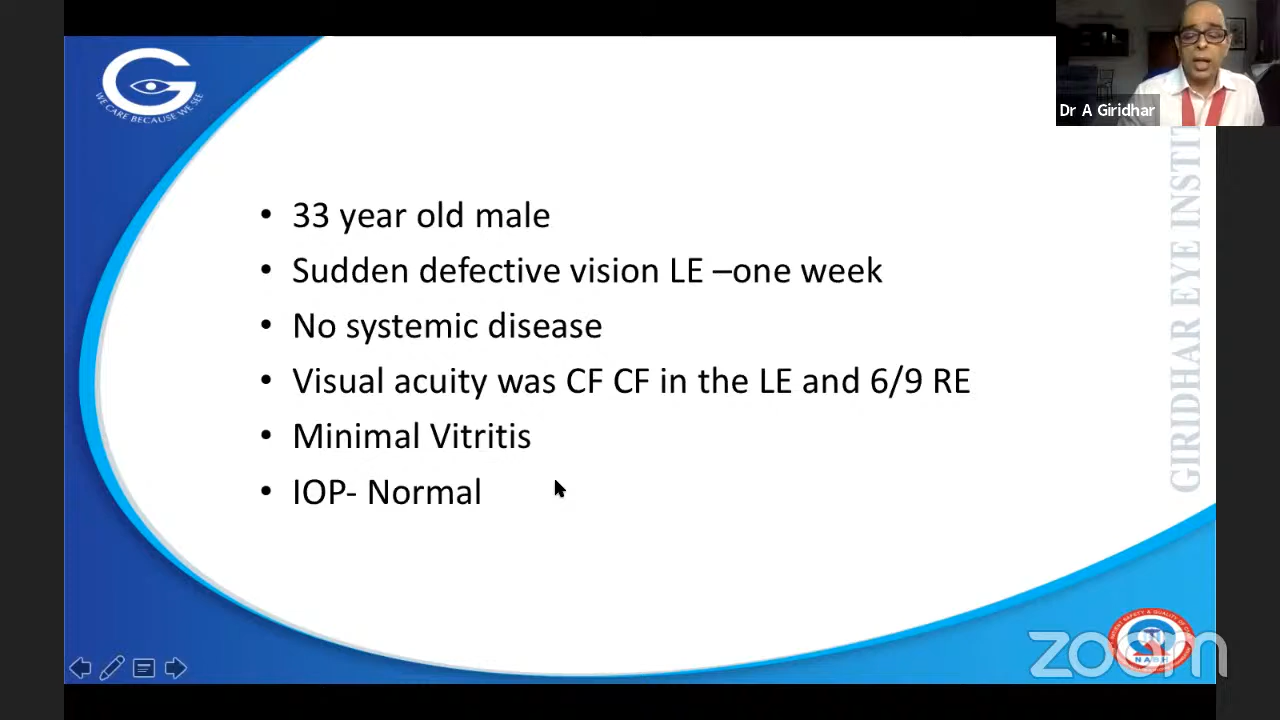 WE CARE BECAUSE WE SEE
Dr A Giridhar
GIRIDHAR EYE INSTIT
• 33 year old male
• Sudden defective vision LE –one week
• No systemic disease
• Visual acuity was CF CF in the LE and 6/9 RE
• Minimal Vitritis
• IOP- Normal
NABH
zoom